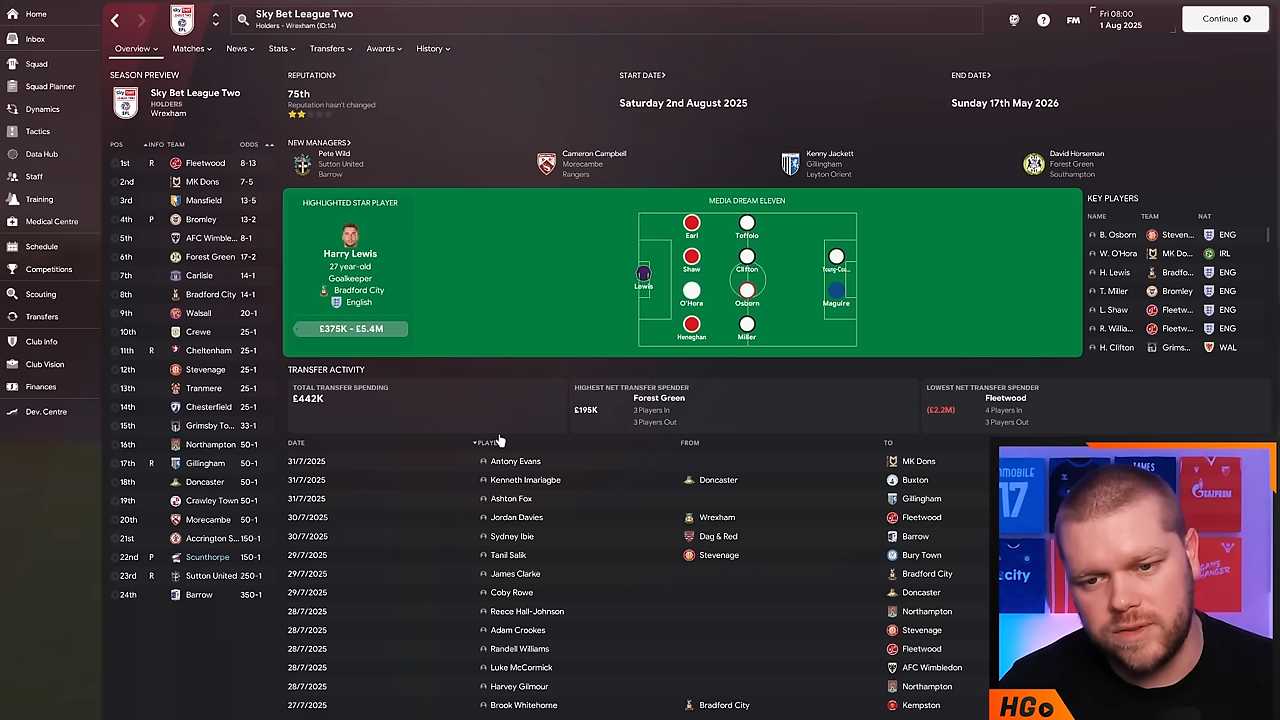 Home
Inbox
Squad
Squad Planner
Dynamics
Tactics
Data Hub
Staff
Training
Medical Centre
Schedule
Competitions
Scouting
Transfers
Club Info
Club Vision
Finances
Dev. Centre
Sky Bet League Two
Holders - Wrexham (ID:14)
FM
Fri 08:00
1 Aug 2025
Continue
Overview
Matches
News
Stats
Transfers
Awards
History
SEASON PREVIEW
Sky Bet League Two
HOLDERS
Wrexham
REPUTATION>
75th
Reputation hasn't changed
START DATE>
Saturday 2nd August 2025
END DATE>
Sunday 17th May 2026
NEW MANAGERS>
Pete Wild
Sutton United
Barrow
Cameron Campbell
Morecambe
Rangers
Kenny Jackett
Gillingham
Leyton Orient
David Horseman
Forest Green
Southampton
POS INFO TEAM ODDS
1st R Fleetwood 8-13
2nd MK Dons 7-5
3rd Mansfield 13-5
4th P Bromley 13-2
5th AFC Wimble... 8-1
6th Forest Green 17-2
7th Carlisle 14-1
8th Bradford City 14-1
9th Walsall 20-1
10th Crewe 25-1
11th R Cheltenham 25-1
12th Stevenage 25-1
13th Tranmere 25-1
14th Chesterfield 25-1
15th Grimsby To... 33-1
16th Northampton 50-1
17th R Gillingham 50-1
18th Doncaster 50-1
19th Crawley Town 50-1
20th Morecambe 50-1
21st Accrington S... 150-1
22nd P Scunthorpe 150-1
23rd R Sutton United 250-1
24th Barrow 350-1
HIGHLIGHTED STAR PLAYER
Harry Lewis
27 year-old
Goalkeeper
Bradford City
English
£375K - £5.4M
MEDIA DREAM ELEVEN
Earl
Toffolo
Shaw
Clifton
Young-Coo...
Lewis
O'Hora
Osborn
Maguire
Heneghan
Miller
KEY PLAYERS
NAME TEAM NAT
B. Osborn Steven... ENG
W. O'Hora MK Do... IRL
H. Lewis Bradfo... ENG
T. Miller Bromley ENG
L. Shaw Fleetw... ENG
R. Willia... Fleetw... ENG
H. Clifton Grims... WAL
TRANSFER ACTIVITY
TOTAL TRANSFER SPENDING
£442K
HIGHEST NET TRANSFER SPENDER
£195K
Forest Green
3 Players In
3 Players Out
LOWEST NET TRANSFER SPENDER
(£2.2M)
Fleetwood
4 Players In
3 Players Out
DATE FROM TO
31/7/2025 Antony Evans MK Dons
31/7/2025 Kenneth Imariagbe Doncaster Buxton
31/7/2025 Ashton Fox Gillingham
30/7/2025 Jordan Davies Wrexham Fleetwood
30/7/2025 Sydney Ibie Dag & Red Barrow
29/7/2025 Tanil Salik Stevenage Bury Town
29/7/2025 James Clarke Bradford City
29/7/2025 Coby Rowe Doncaster
28/7/2025 Reece Hall-Johnson Northampton
28/7/2025 Adam Crookes Stevenage
28/7/2025 Randell Williams Fleetwood
28/7/2025 Luke McCormick AFC Wimbledon
28/7/2025 Harvey Gilmour Northampton
27/7/2025 Brook Whitehorne Bradford City Kempston
IMMOBILE
17
JAMES
GAZPROM
city
GAME
CHANGER
HG